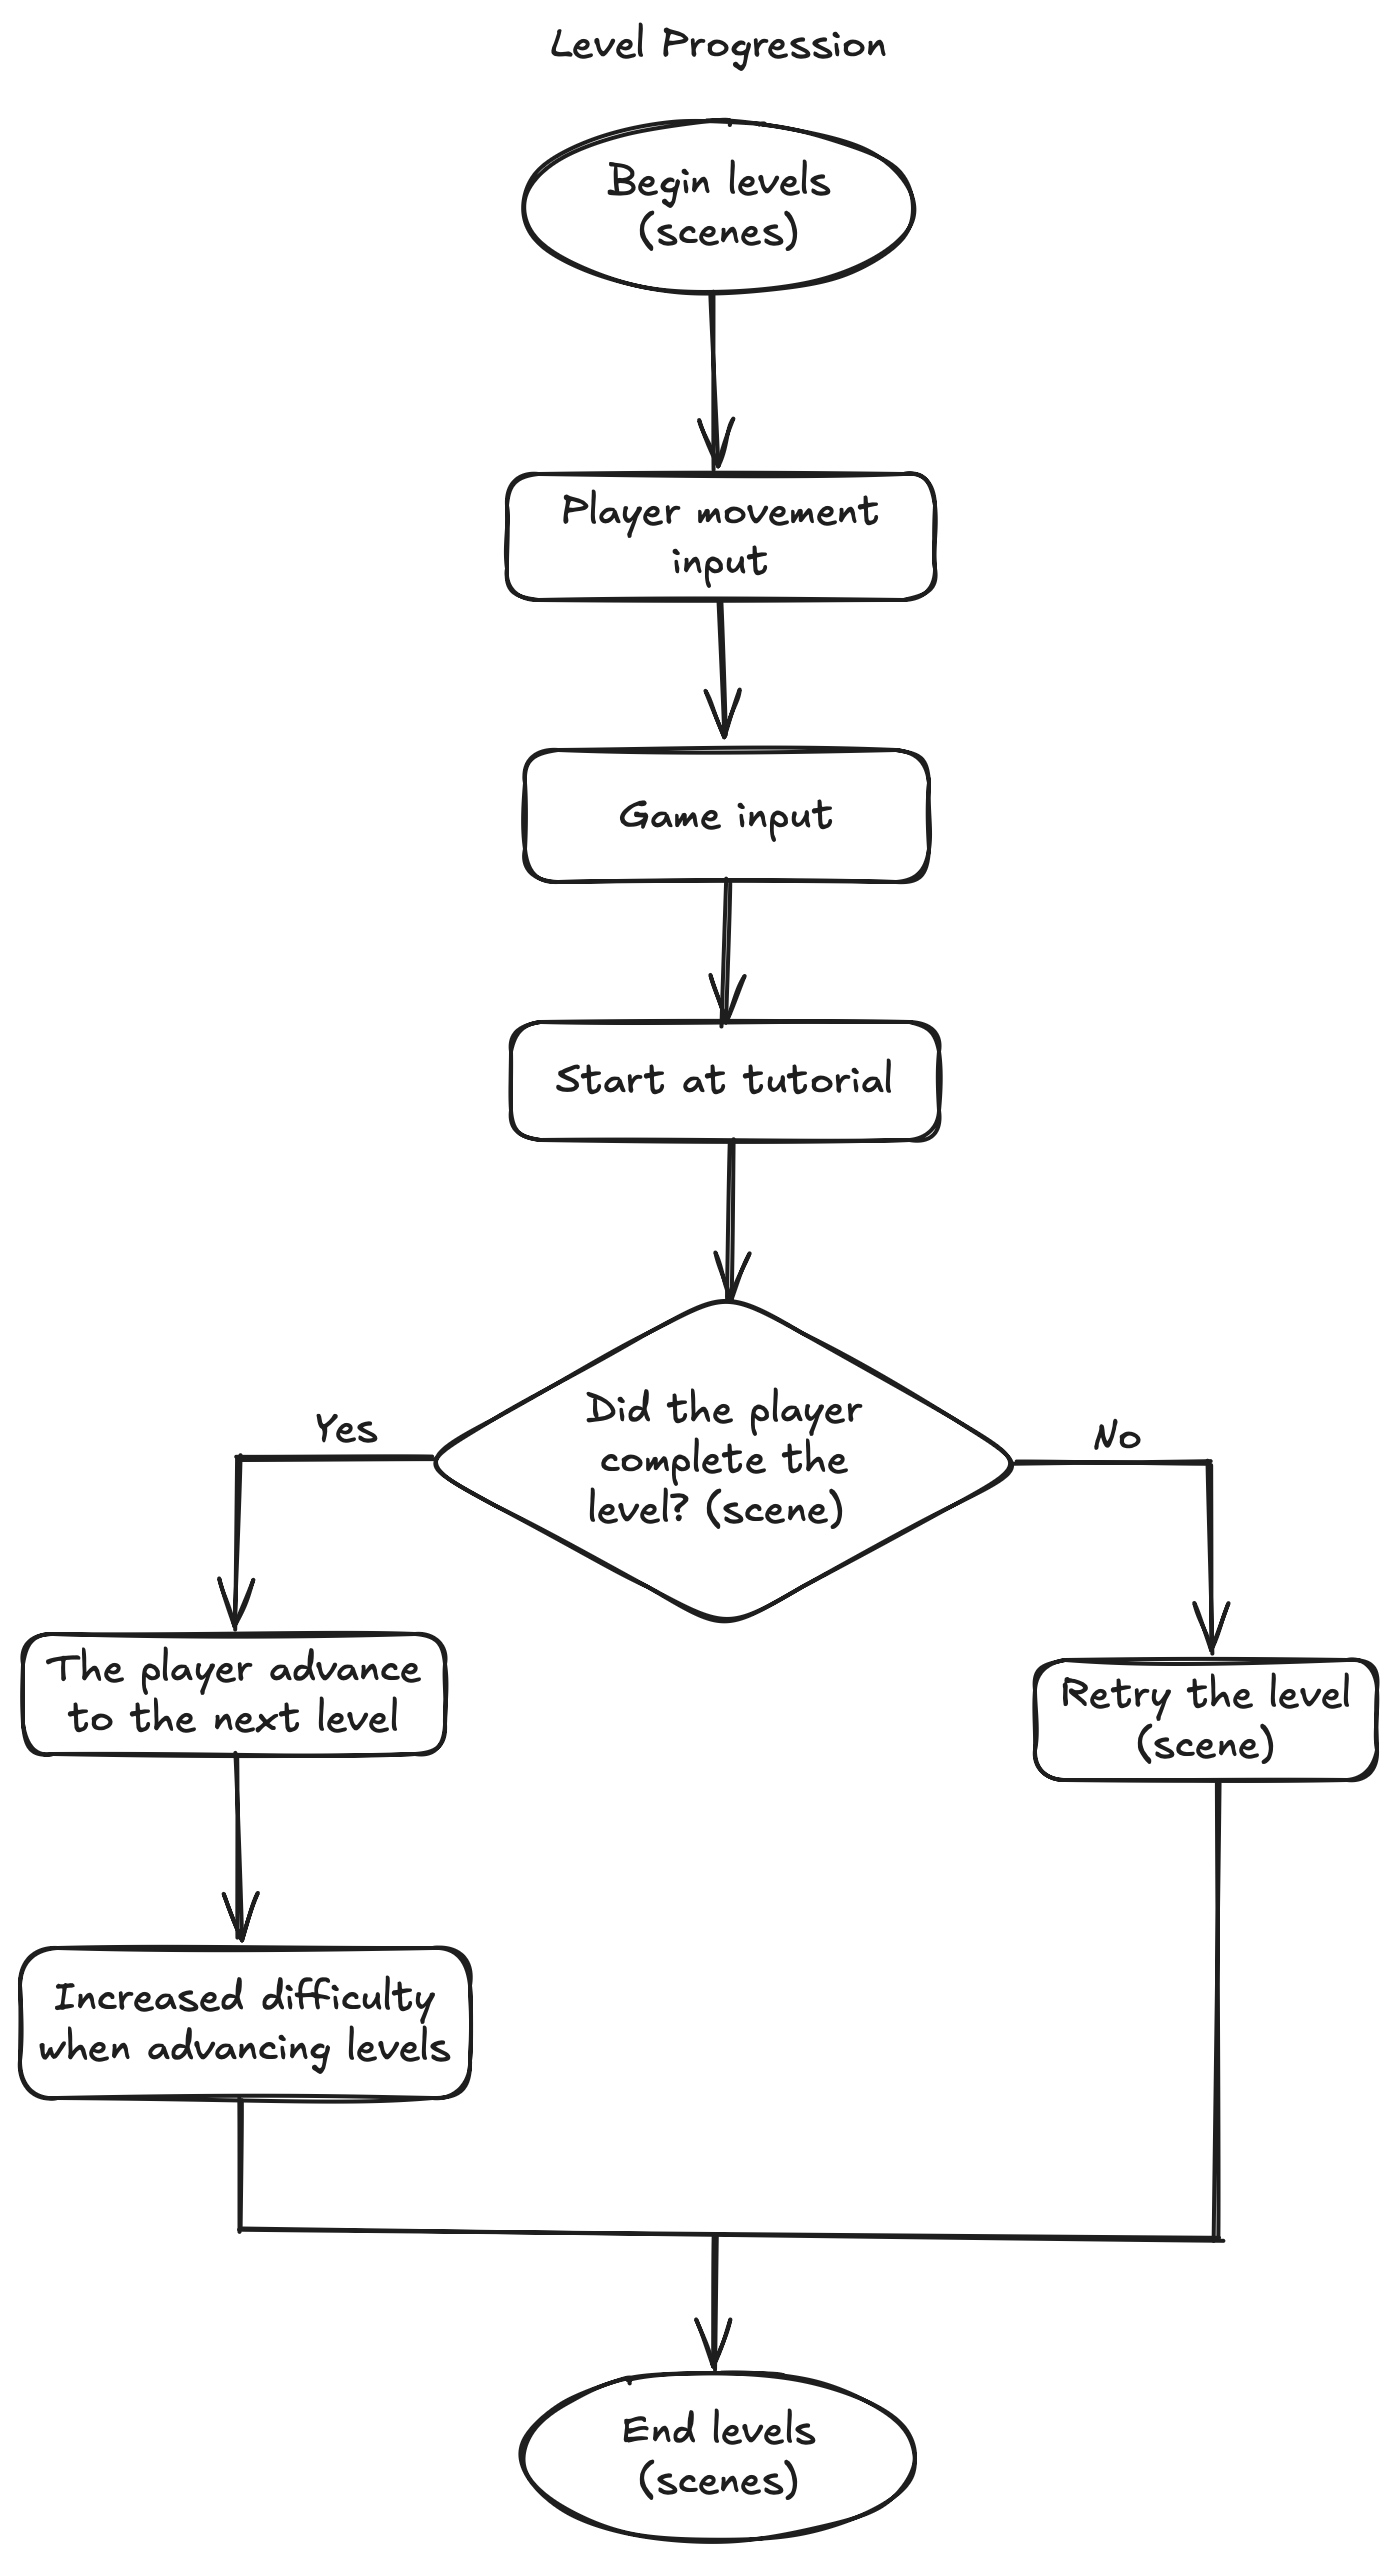 Level Progression
Begin levels
(scenes)
Player movement
input
Game input
Start at tutorial
Did the player
complete the
level? (scene)
Yes
No
The player advance
to the next level
Retry the level
(scene)
Increased difficulty
when advancing levels
End levels
(scenes)